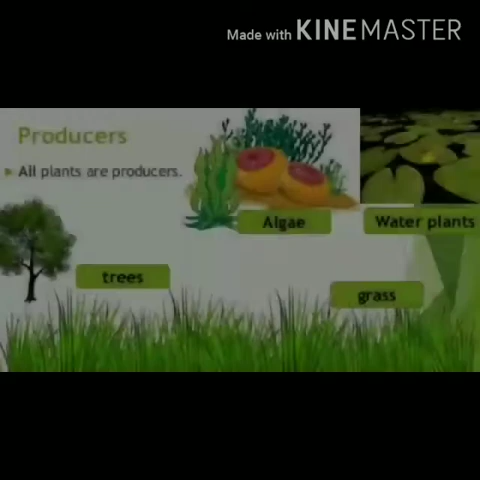 Made with KINEMASTER
Producers
All plants are producers.
Algae
Water plants
trees
grass